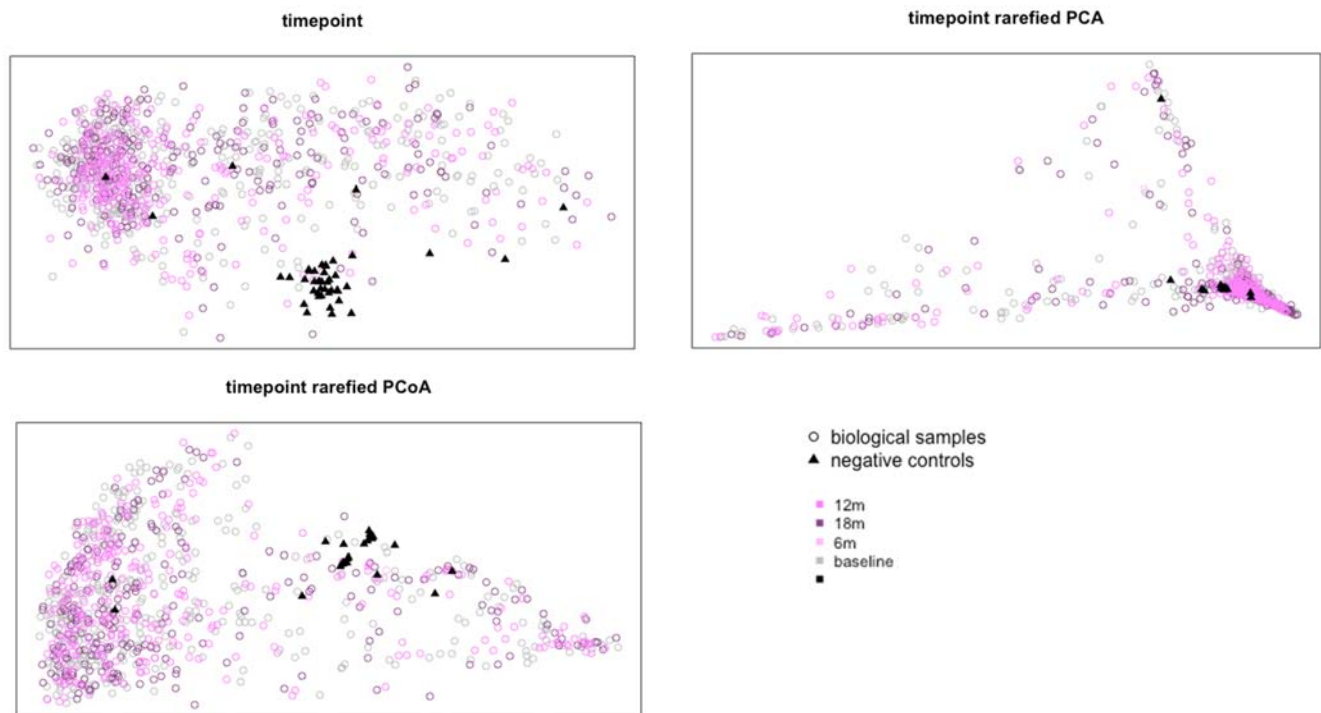 timepoint
timepoint rarefied PCA
timepoint rarefied PCoA
biological samples
negative controls
12m
18m
6m
baseline